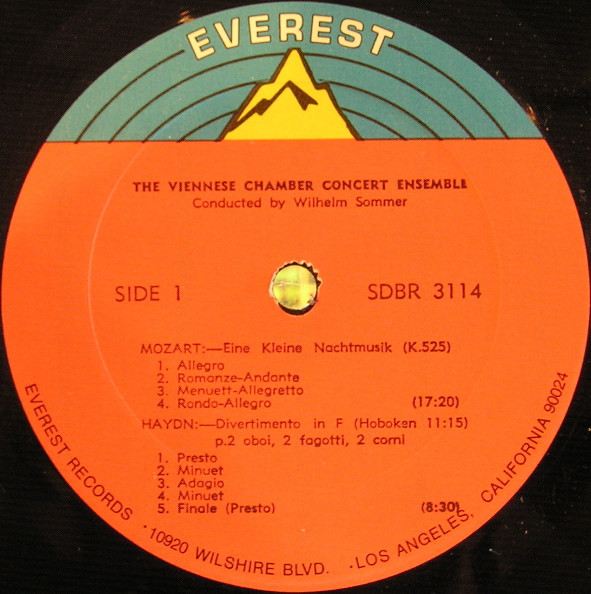 EVEREST
THE VIENNESE CHAMBER CONCERT ENSEMBLE
Conducted by Wilhelm Sommer
SIDE 1 SDBR 3114
MOZART:—Eine Kleine Nachtmusik (K.525)
1. Allegro
2. Romanze-Andante
3. Menuett-Allegretto
4. Rondo-Allegro (17:20)
HAYDN:—Divertimento in F (Hoboken 11:15)
p.2 oboi, 2 fagotti, 2 corni
1. Presto
2. Minuet
3. Adagio
4. Minuet
5. Finale (Presto) (8:30)
EVEREST RECORDS · 10920 WILSHIRE BLVD. · LOS ANGELES, CALIFORNIA 90024